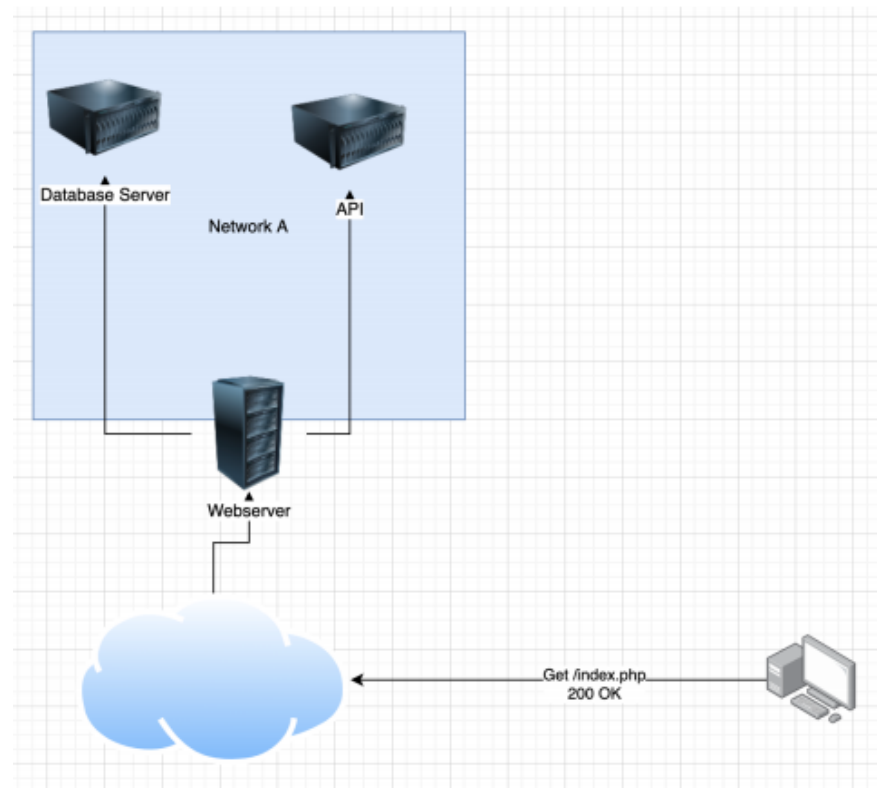 Database Server
API
Network A
Webserver
Get /index.php
200 OK